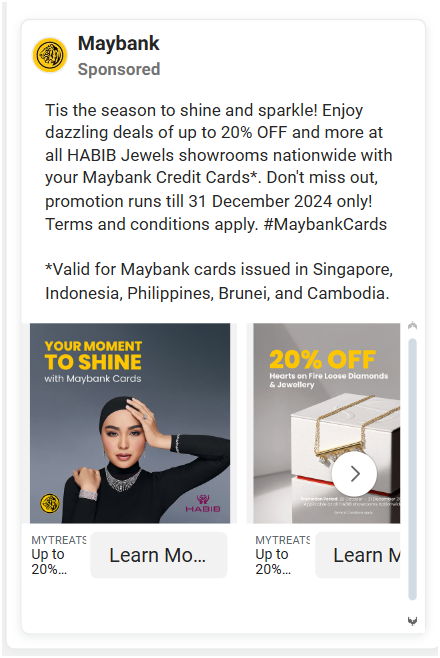 Maybank
Sponsored
Tis the season to shine and sparkle! Enjoy
dazzling deals of up to 20% OFF and more at
all HABIB Jewels showrooms nationwide with
your Maybank Credit Cards*. Don't miss out,
promotion runs till 31 December 2024 only!
Terms and conditions apply. #MaybankCards
*Valid for Maybank cards issued in Singapore,
Indonesia, Philippines, Brunei, and Cambodia.
YOUR MOMENT
TO SHINE
with Maybank Cards
HABIB
20% OFF
Hearts on Fire Loose Diamonds
& Jewellery
MYTREATS
Up to
20%...
Learn Mo...
MYTREATS
Up to
20%...
Learn M